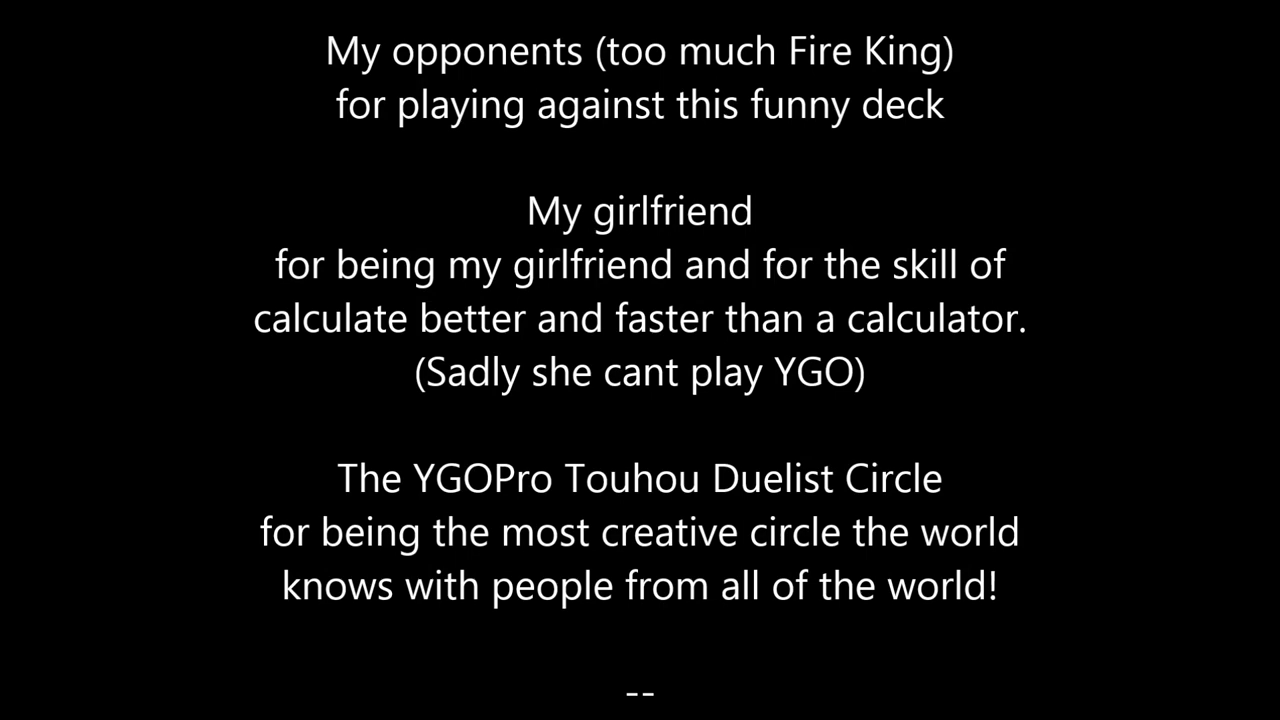 My opponents (too much Fire King)
for playing against this funny deck
My girlfriend
for being my girlfriend and for the skill of
calculate better and faster than a calculator.
(Sadly she cant play YGO)
The YGOPro Touhou Duelist Circle
for being the most creative circle the world
knows with people from all of the world!
--